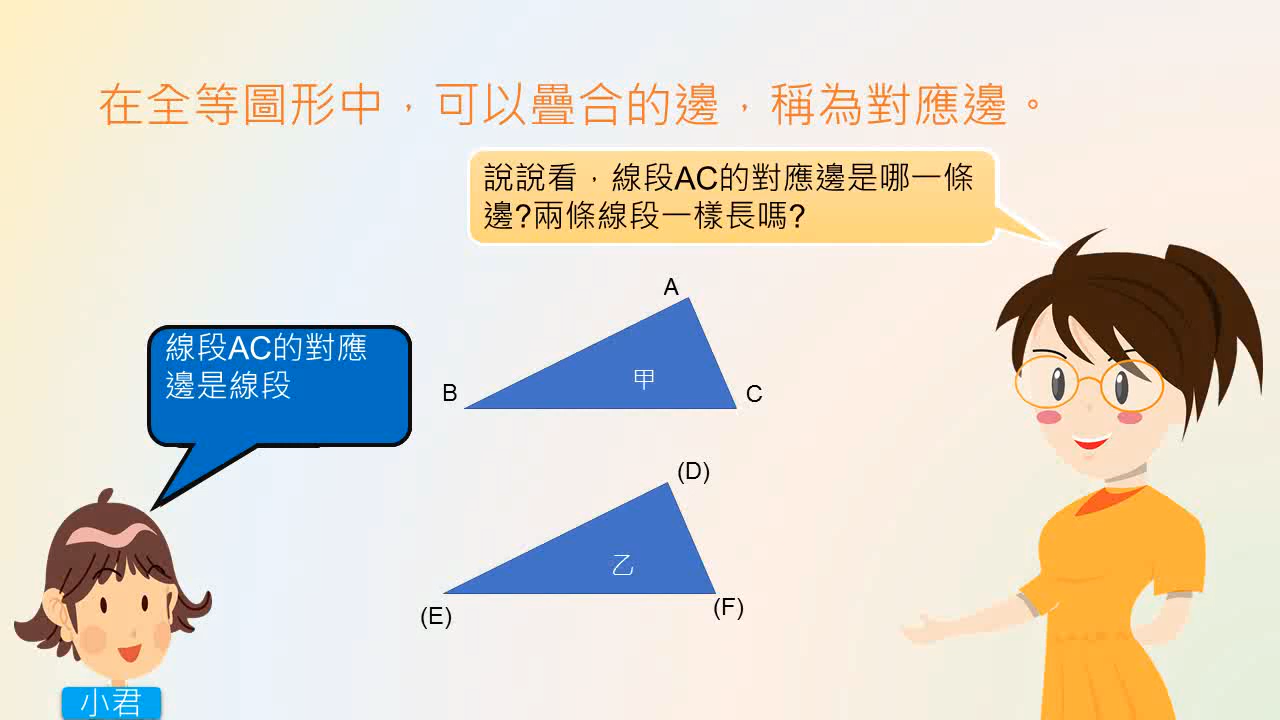 在全等圖形中，可以疊合的邊，稱為對應邊。
說說看，線段AC的對應邊是哪一條
邊?兩條線段一樣長嗎?
線段AC的對應
邊是線段
A
B
甲
C
(D)
乙
(E)
(F)
小君